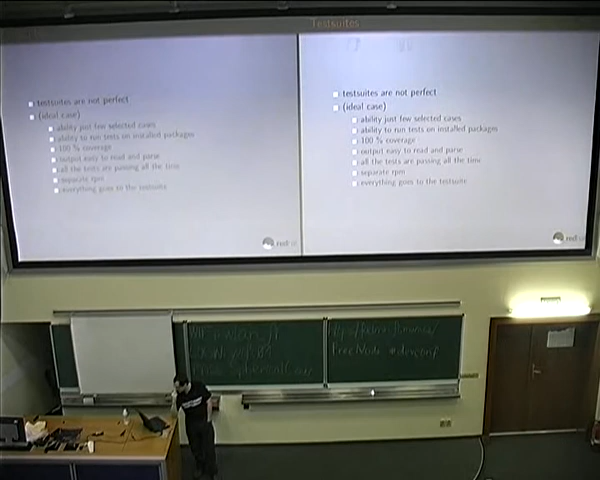 Testsuites
testsuites are not perfect
(ideal case)
ability just few selected cases
ability to run tests on installed packages
100 % coverage
output easy to read and parse
all the tests are passing all the time
separate rpm
everything goes to the testsuite
testsuites are not perfect
(ideal case)
ability just few selected cases
ability to run tests on installed packages
100 % coverage
output easy to read and parse
all the tests are passing all the time
separate rpm
everything goes to the testsuite
FreeNode #devconf